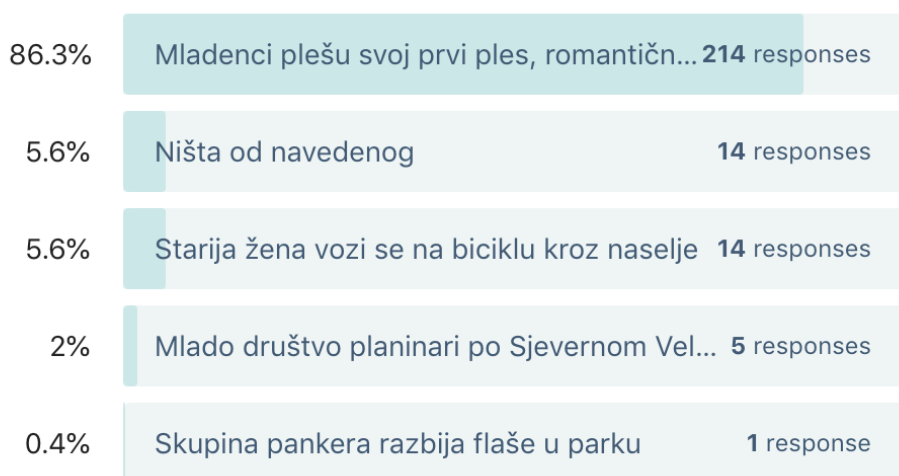 86.3% Mladenci plešu svoj prvi ples, romantičn... 214 responses
5.6% Ništa od navedenog 14 responses
5.6% Starija žena vozi se na biciklu kroz naselje 14 responses
2% Mlado društvo planinari po Sjevernom Vel... 5 responses
0.4% Skupina pankera razbija flaše u parku 1 response